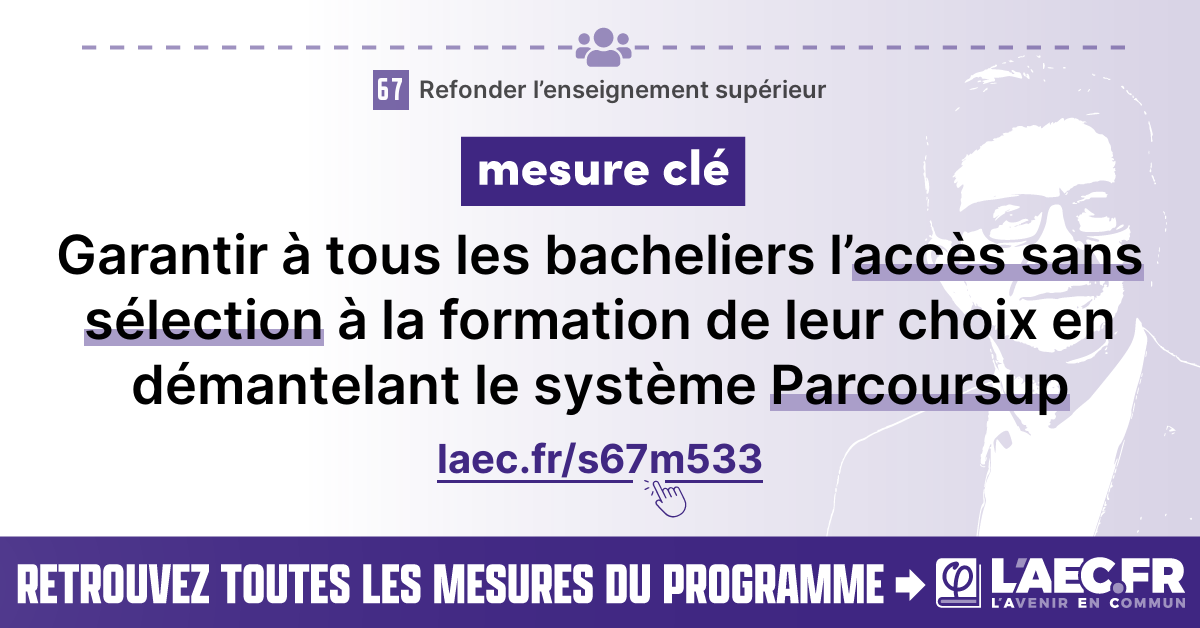 67 Refonder l’enseignement supérieur
mesure clé
Garantir à tous les bacheliers l’accès sans
sélection à la formation de leur choix en
démantelant le système Parcoursup
laec.fr/s67m533
RETROUVEZ TOUTES LES MESURES DU PROGRAMME
φ L'AEC.FR
L'AVENIR EN COMMUN